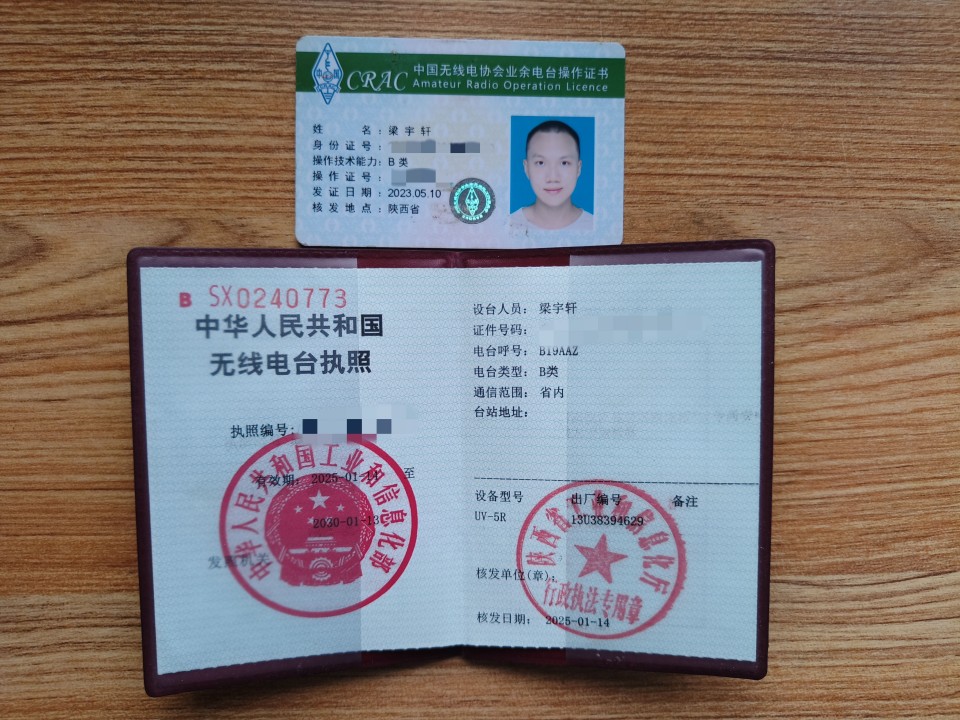 CRAC 中国无线电协会业余电台操作证书
Amateur Radio Operation Licence
姓 名：梁宇轩
身份证号：
操作技术能力：B类
操作证号：
发证日期：2023.05.10
核发地点：陕西省
B SX0240773
中华人民共和国
无线电台执照
执照编号：
有效期：2025-01-14 至
2030-01-13
发照机关
中华人民共和国工业和信息化部
设台人员：梁宇轩
证件号码：
电台呼号：BI9AAZ
电台类型：B类
通信范围：省内
台站地址：
设备型号 出厂编号 备注
UV-5R 13U38394629
核发单位(章)：
核发日期：2025-01-14
陕西省工业和信息化厅
行政执法专用章